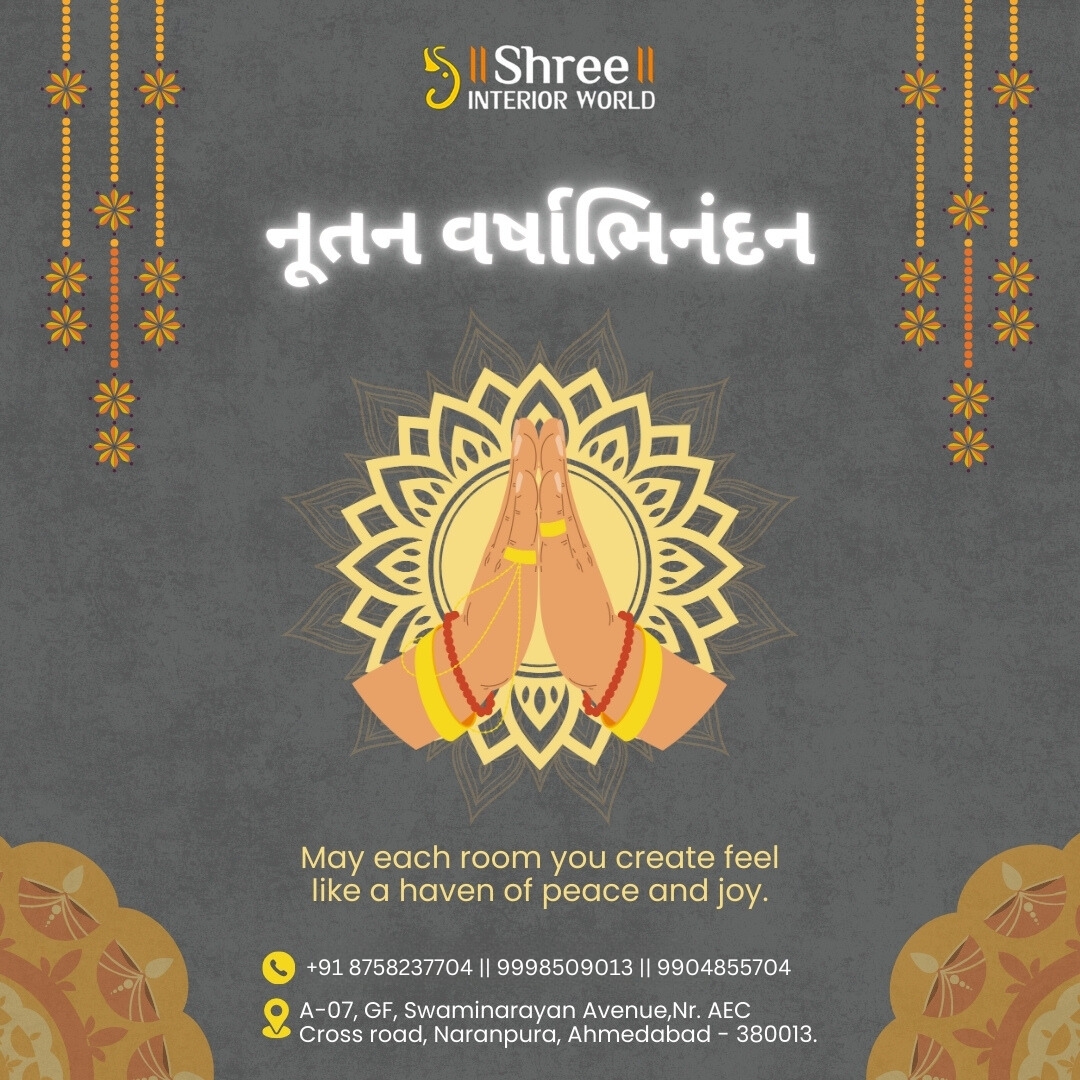 ||Shree||
INTERIOR WORLD
નૂતન વર્ષાભિનંદન
May each room you create feel
like a haven of peace and joy.
+91 8758237704 || 9998509013 || 9904855704
A-07, GF, Swaminarayan Avenue,Nr. AEC
Cross road, Naranpura, Ahmedabad - 380013.